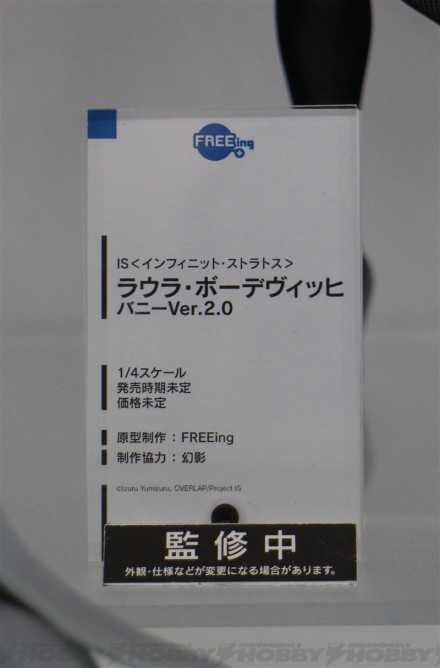 FREEing
IS<インフィニット・ストラトス>
ラウラ・ボーデヴィッヒ
バニーVer.2.0
1/4スケール
発売時期未定
価格未定
原型制作：FREEing
制作協力：幻影
©Izuru Yumizuru, OVERLAP/Project IS
監修中
外観・仕様などが変更になる場合があります。
HOBBY HOBBY HOBBY HOBBY